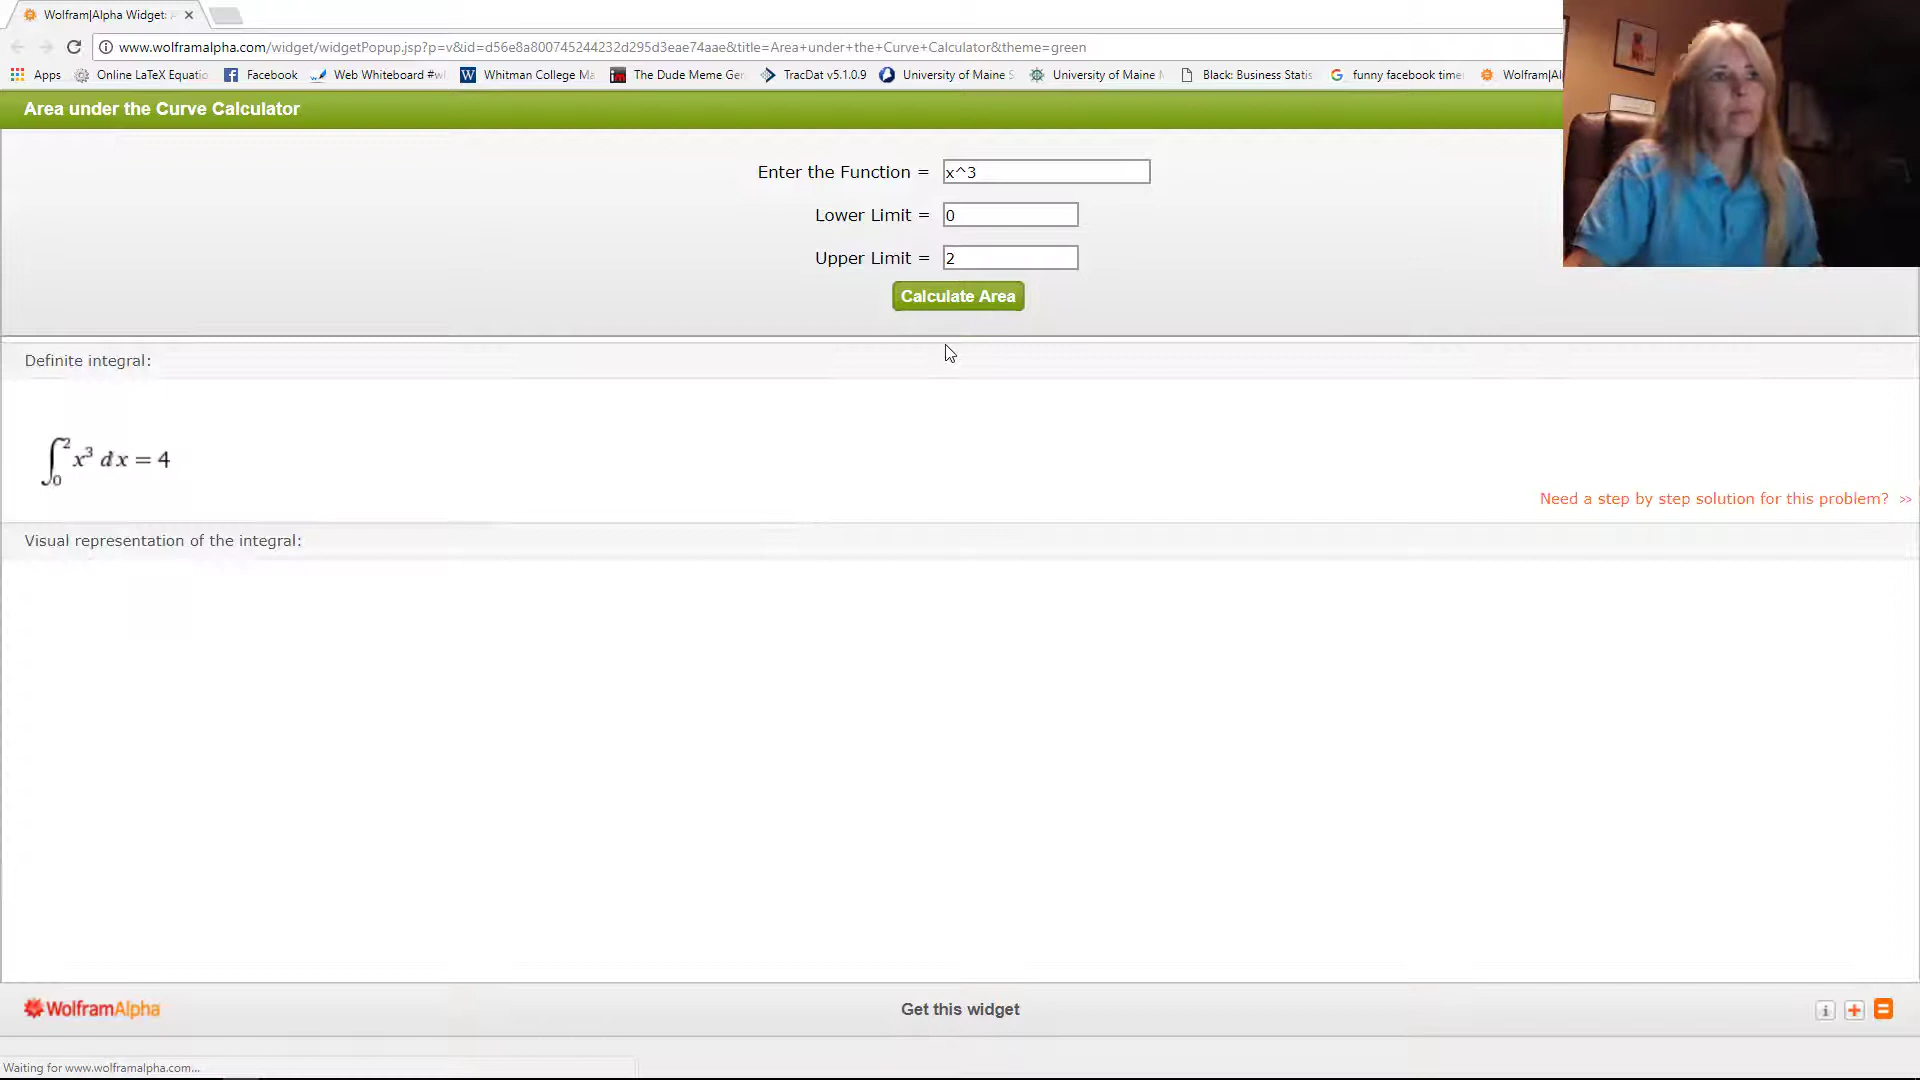 Wolfram|Alpha Widget:
www.wolframalpha.com/widget/widgetPopup.jsp?p=v&id=d56e8a800745244232d295d3eae74aae&title=Area+under+the+Curve+Calculator&theme=green
Apps Online LaTeX Equatio Facebook Web Whiteboard #w Whitman College Ma The Dude Meme Ger TracDat v5.1.0.9 University of Maine S University of Maine Black: Business Statis funny facebook time Wolfram|Al
Area under the Curve Calculator
Enter the Function = x^3
Lower Limit = 0
Upper Limit = 2
Calculate Area
Definite integral:
∫₀² x³ dx = 4
Need a step by step solution for this problem? >>
Visual representation of the integral:
WolframAlpha Get this widget
Waiting for www.wolframalpha.com...